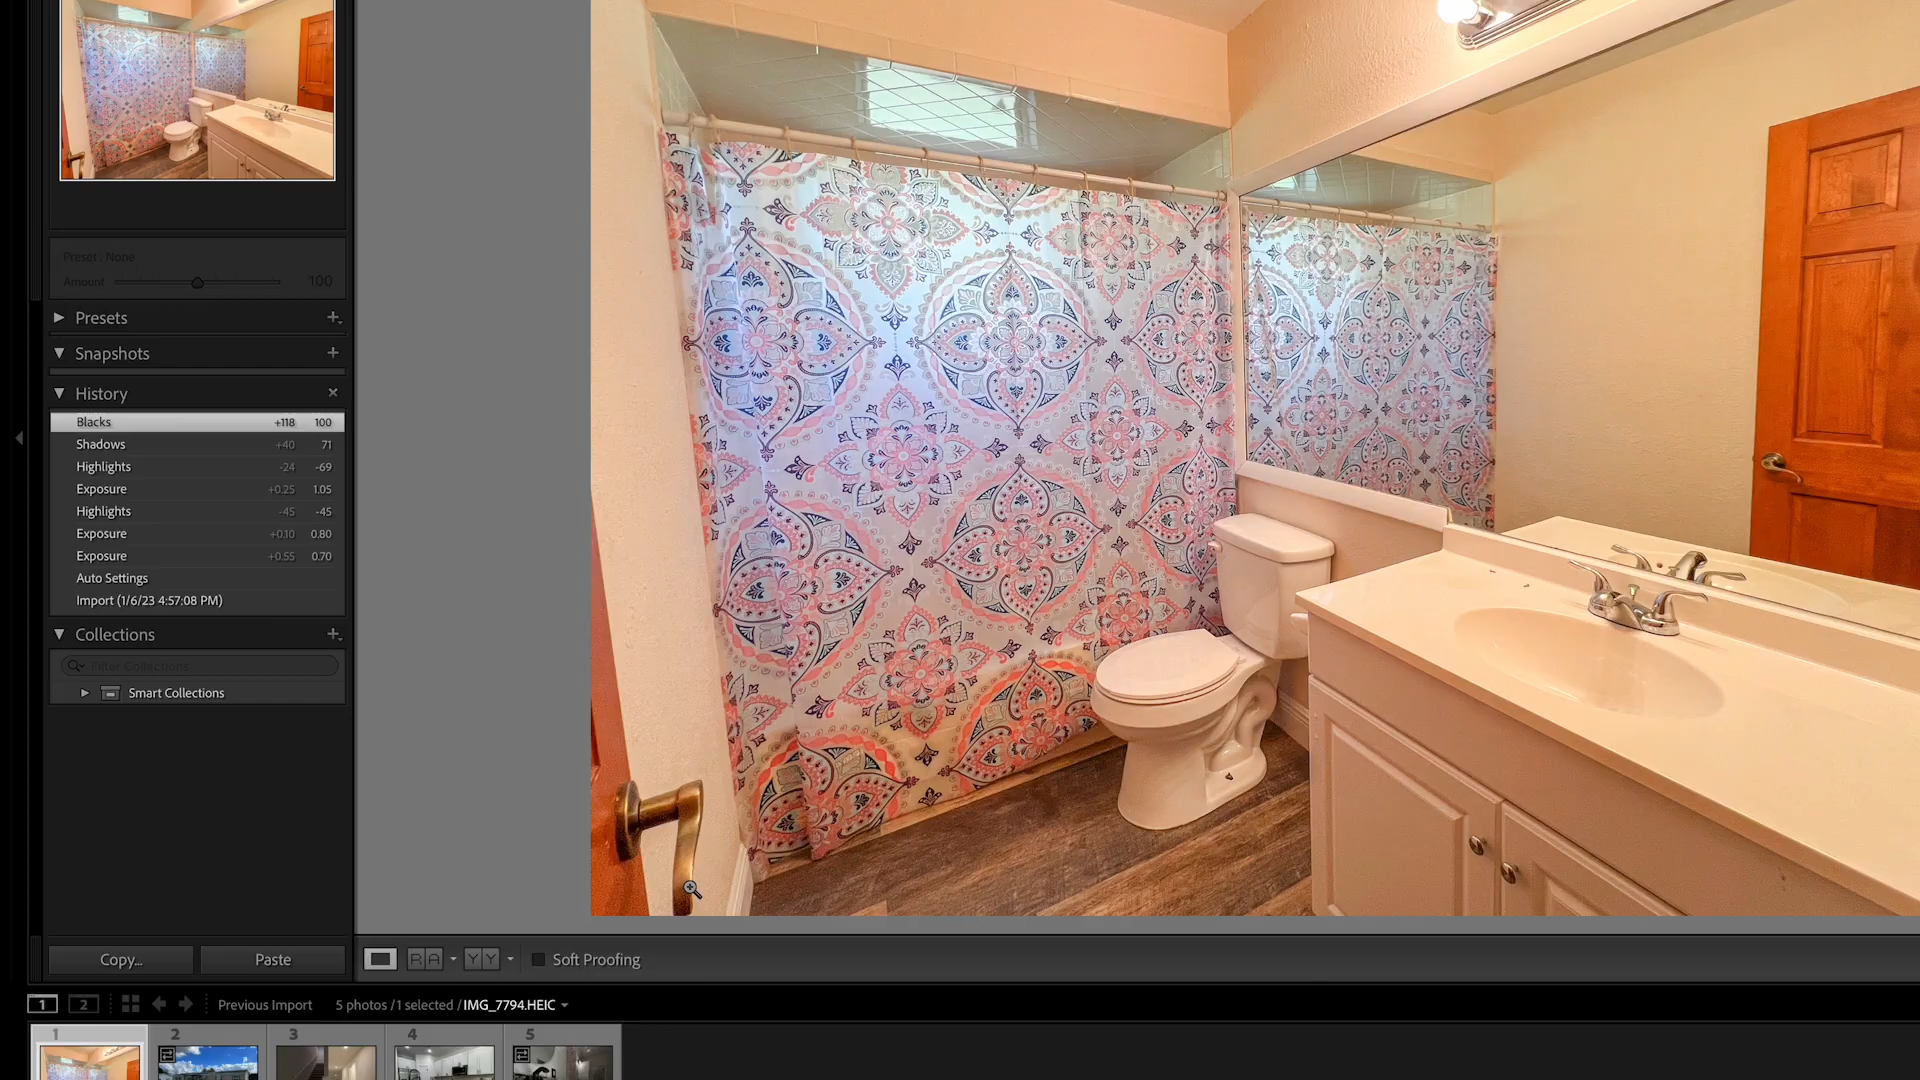 Preset : None
Amount 100
Presets
Snapshots
History
Blacks +118 100
Shadows +40 71
Highlights -24 -69
Exposure +0.25 1.05
Highlights -45 -45
Exposure +0.10 0.80
Exposure +0.55 0.70
Auto Settings
Import (1/6/23 4:57:08 PM)
Collections
Filter Collections
Smart Collections
Copy... Paste R A Y Y Soft Proofing
1 2 Previous Import 5 photos / 1 selected / IMG_7794.HEIC
1 2 3 4 5